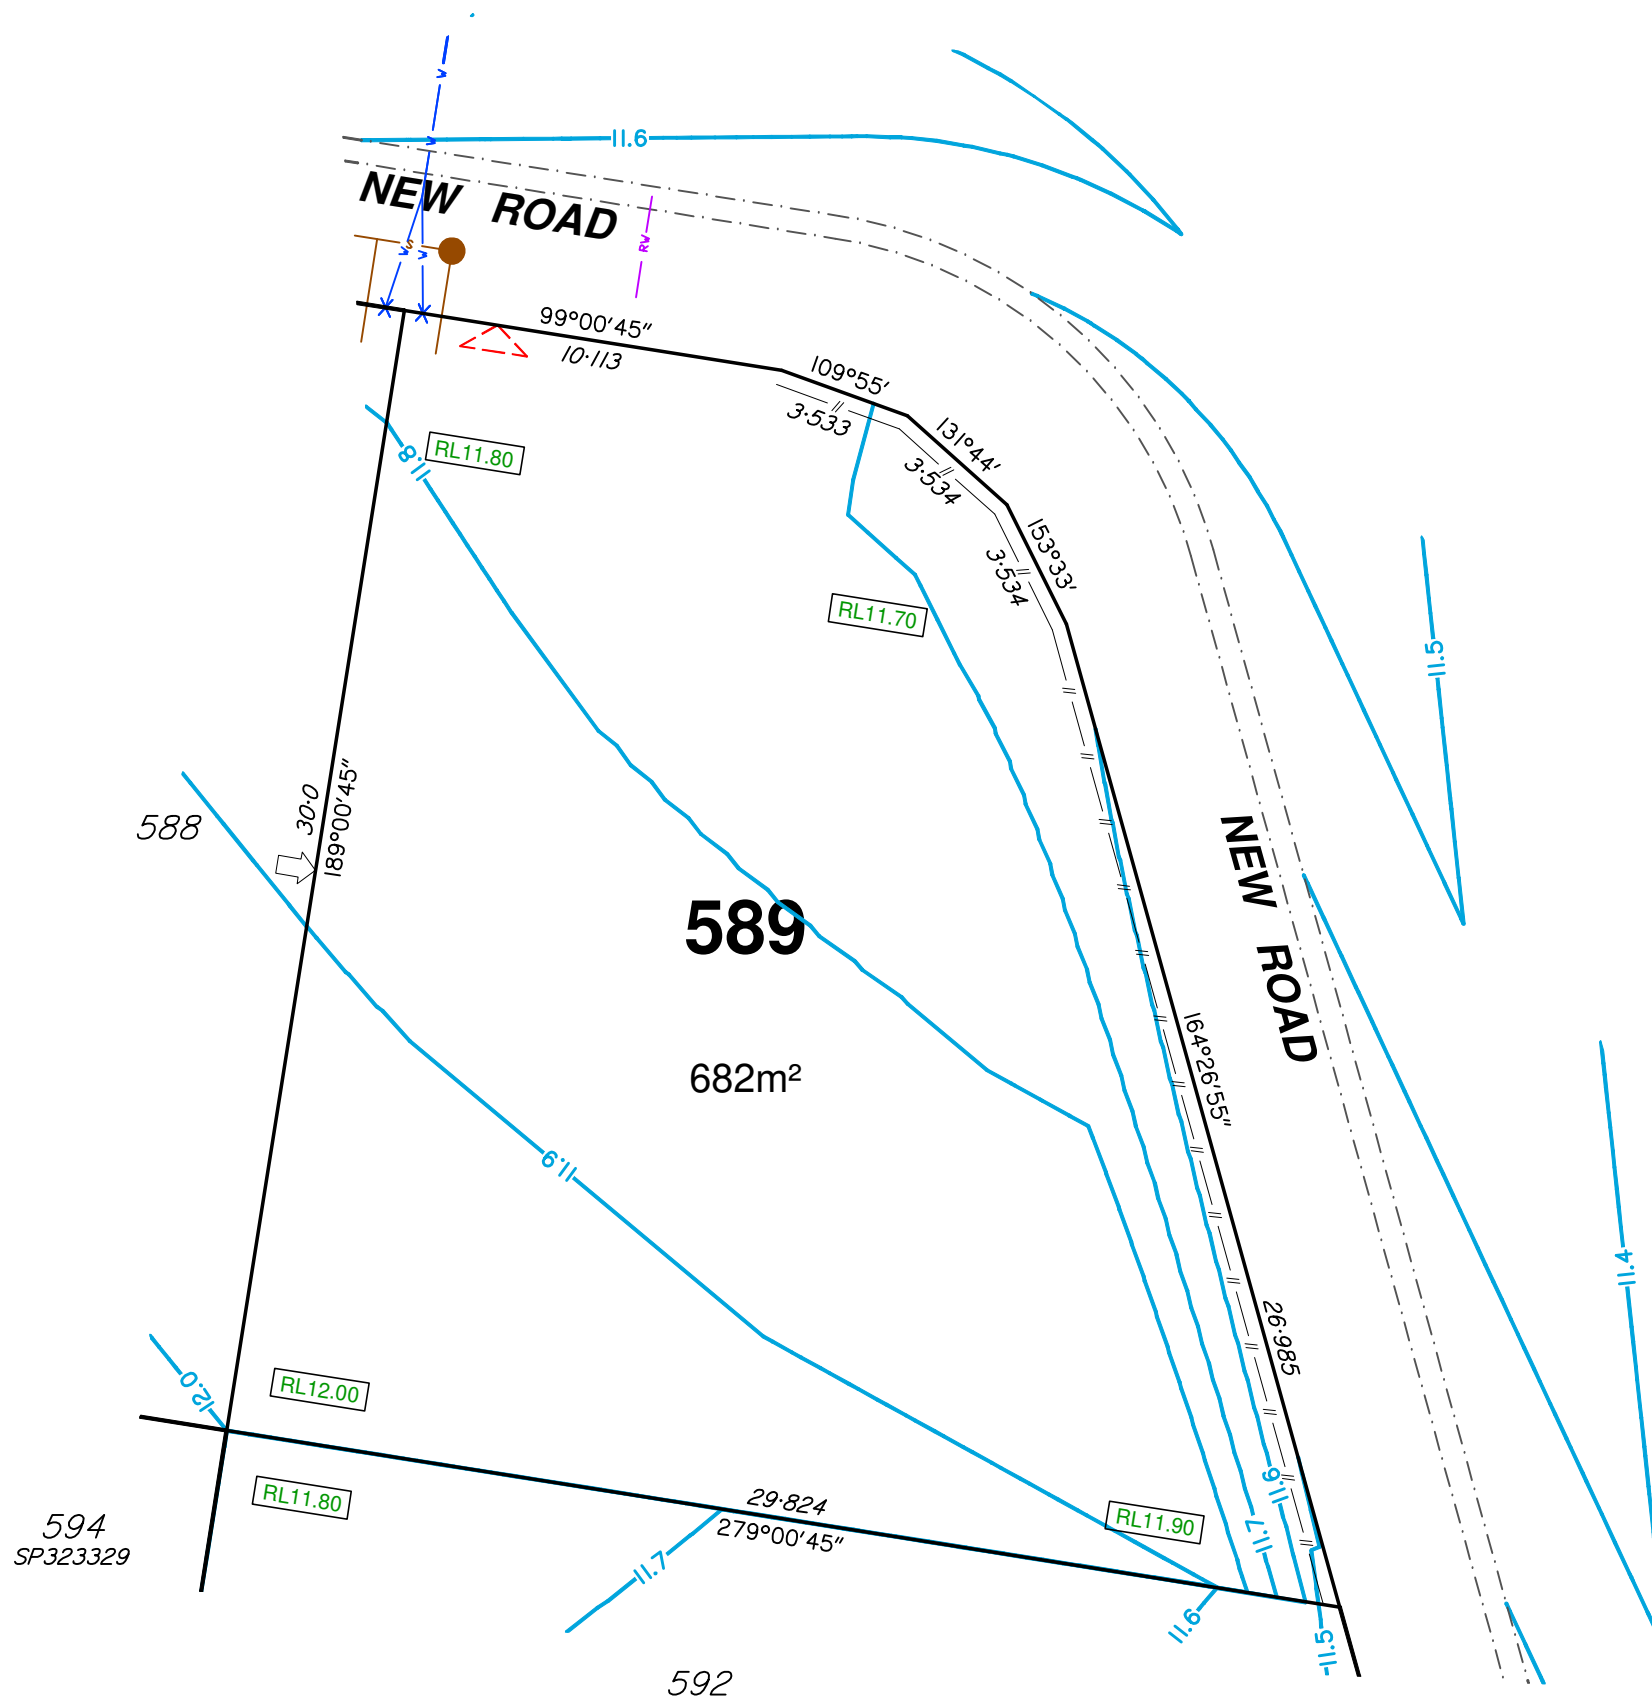 W
W
11.6
NEW ROAD
S
W
W
RW
99°00'45"
10·113
109°55'
3·533
131°44'
3·534
153°33'
3·534
11.8
RL11.80
RL11.70
11.5
30·0
189°00'45"
588
NEW ROAD
589
682m²
164°26'55"
11.9
11.4
26·985
12.0
RL12.00
RL11.80
29·824
279°00'45"
RL11.90
11.6
11.7
594
SP323329
11.7
11.6
11.5
592